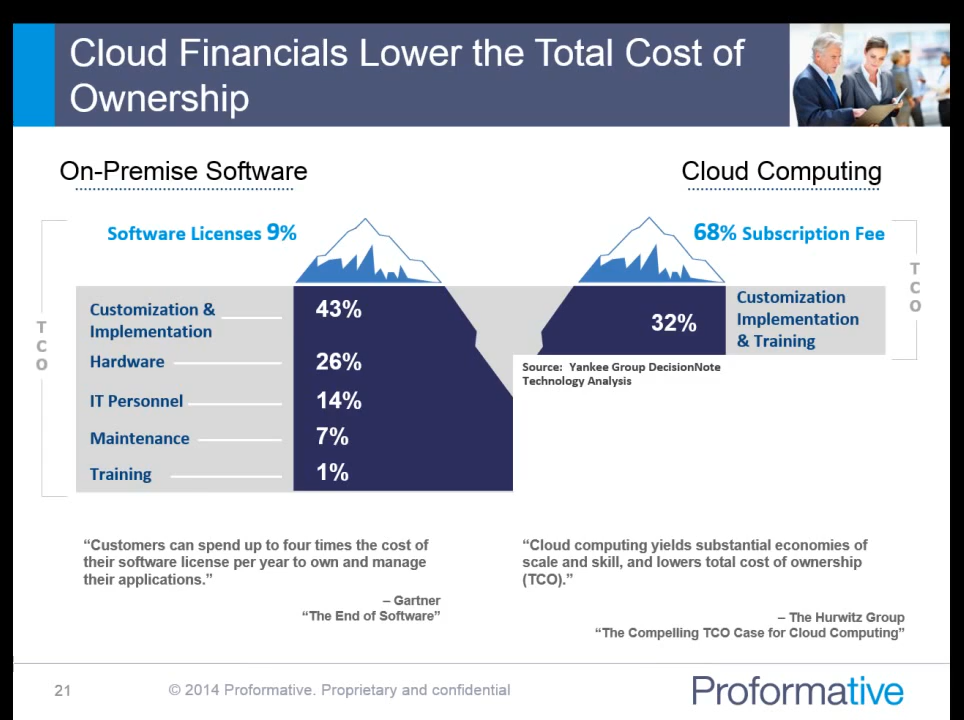 Cloud Financials Lower the Total Cost of
Ownership
On-Premise Software
Cloud Computing
Software Licenses 9%
68% Subscription Fee
T
C
O
Customization &
Implementation
43%
Hardware
26%
IT Personnel
14%
Maintenance
7%
Training
1%
32%
Customization
Implementation
& Training
T
C
O
Source: Yankee Group DecisionNote
Technology Analysis
“Customers can spend up to four times the cost of
their software license per year to own and manage
their applications.”
– Gartner
“The End of Software”
“Cloud computing yields substantial economies of
scale and skill, and lowers total cost of ownership
(TCO).”
– The Hurwitz Group
“The Compelling TCO Case for Cloud Computing”
21
© 2014 Proformative. Proprietary and confidential
Proformative